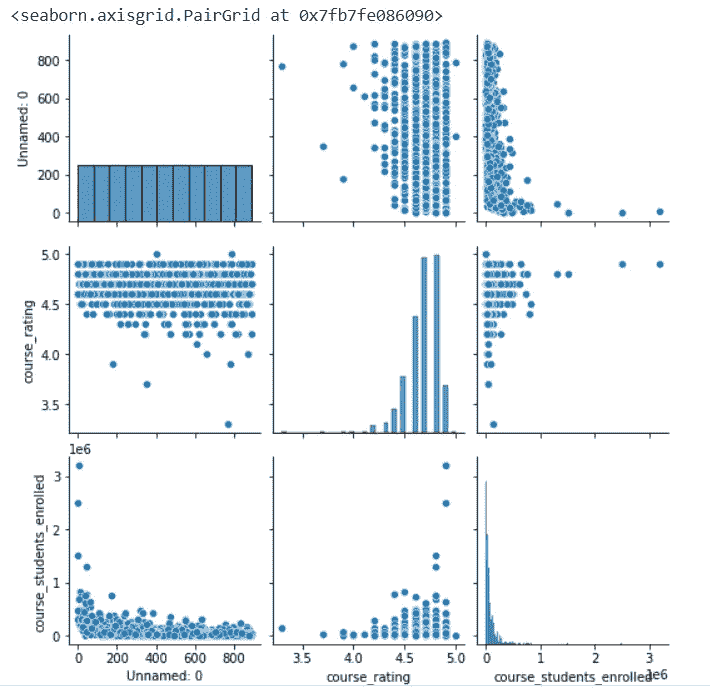 <seaborn.axisgrid.PairGrid at 0x7fb7fe086090>
Unnamed: 0
800
600
400
200
0
course_rating
5.0
4.5
4.0
3.5
1e6
course_students_enrolled
3
2
1
0
0 200 400 600 800
Unnamed: 0
3.5 4.0 4.5 5.0
course_rating
0 1 2 3
course_students_enrolled
1e6